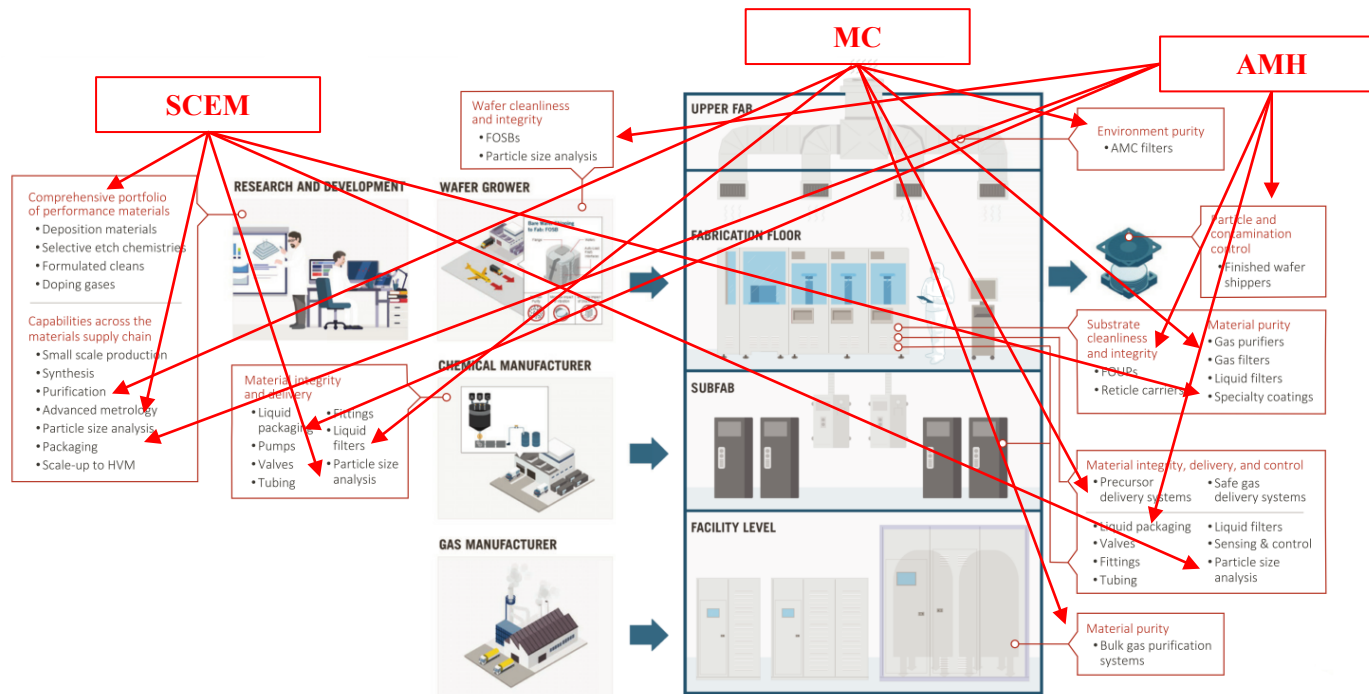 MC
AMH
SCEM
UPPER FAB
Wafer cleanliness
and integrity
• FOSBs
• Particle size analysis
Environment purity
• AMC filters
RESEARCH AND DEVELOPMENT
WAFER GROWER
Comprehensive portfolio
of performance materials
• Deposition materials
• Selective etch chemistries
• Formulated cleans
• Doping gases
Capabilities across the
materials supply chain
• Small scale production
• Synthesis
• Purification
• Advanced metrology
• Particle size analysis
• Packaging
• Scale-up to HVM
Bare Wafer Shipping
to Fab: FOSB
FABRICATION FLOOR
Particle and
contamination
control
• Finished wafer
shippers
Substrate
cleanliness
and integrity
• FOUPs
• Reticle carriers
Material purity
• Gas purifiers
• Gas filters
• Liquid filters
• Specialty coatings
CHEMICAL MANUFACTURER
Material integrity
and delivery
• Liquid
packaging
• Pumps
• Valves
• Tubing
• Fittings
• Liquid
filters
• Particle size
analysis
SUBFAB
Material integrity, delivery, and control
• Precursor
delivery systems
• Safe gas
delivery systems
• Liquid packaging
• Valves
• Fittings
• Tubing
• Liquid filters
• Sensing & control
• Particle size
analysis
GAS MANUFACTURER
FACILITY LEVEL
Material purity
• Bulk gas purification
systems